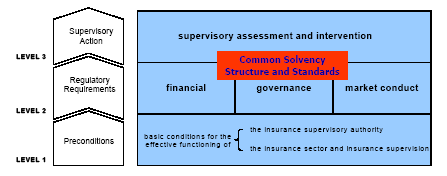 Supervisory
Action
LEVEL 3
Regulatory
Requirements
LEVEL 2
Preconditions
LEVEL 1
supervisory assessment and intervention
Common Solvency
Structure and Standards
financial
governance
market conduct
basic conditions for the
effective functioning of
the insurance supervisory authority
the insurance sector and insurance supervision